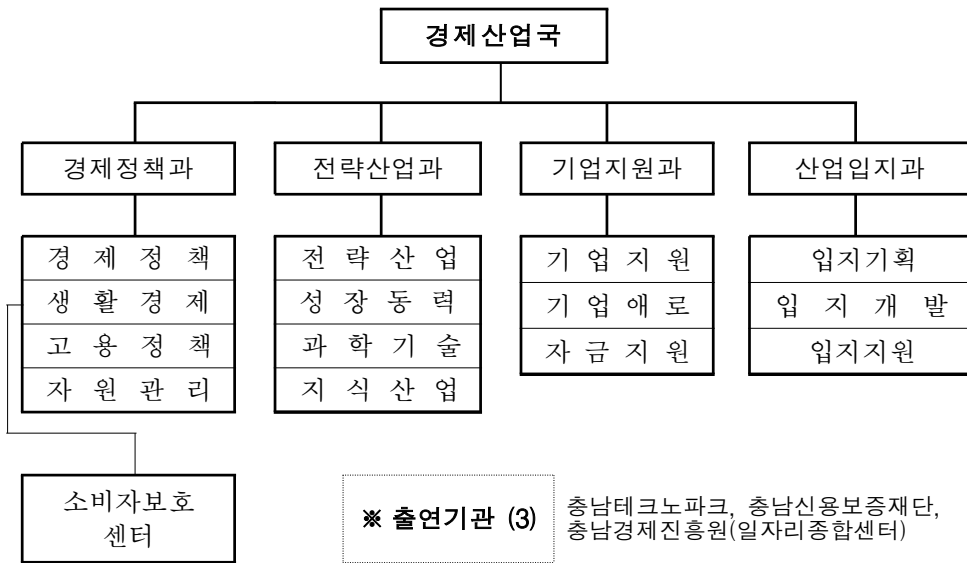 경제산업국
경제정책과
전략산업과
기업지원과
산업입지과
경 제 정 책
생 활 경 제
고 용 정 책
자 원 관 리
전 략 산 업
성 장 동 력
과 학 기 술
지 식 산 업
기 업 지 원
기 업 애 로
자 금 지 원
입지기획
입 지 개 발
입지지원
소비자보호
센터
※ 출연기관 (3)
충남테크노파크, 충남신용보증재단,
충남경제진흥원(일자리종합센터)